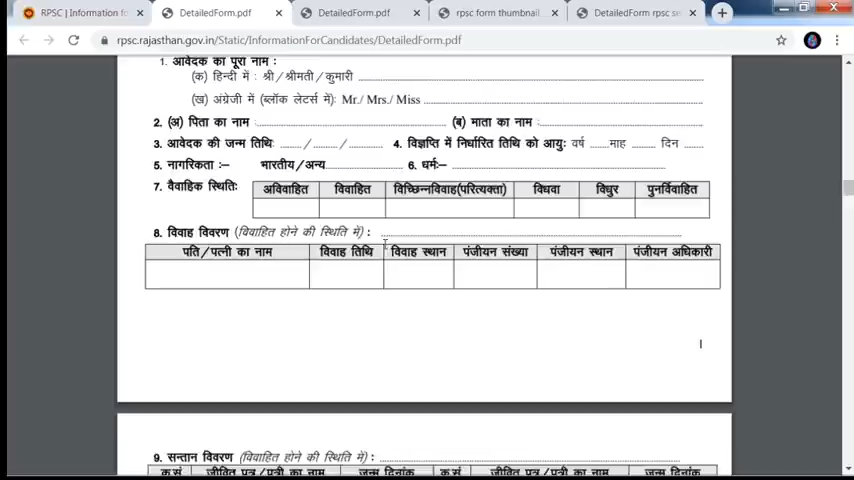 RPSC | Information fo
DetailedForm.pdf
DetailedForm.pdf
rpsc form thumbnail
DetailedForm rpsc se
rpsc.rajasthan.gov.in/Static/InformationForCandidates/DetailedForm.pdf
1. आवेदक का पूरा नाम :
(क) हिन्दी में : श्री/श्रीमती/कुमारी
(ख) अंग्रेजी में (ब्लॉक लेटर्स में): Mr./ Mrs./ Miss
2. (अ) पिता का नाम : (ब) माता का नाम :
3. आवेदक की जन्म तिथि: / / 4. विज्ञप्ति में निर्धारित तिथि को आयुः वर्ष माह दिन
5. नागरिकता :– भारतीय/अन्य 6. धर्मः–
7. वैवाहिक स्थितिः
अविवाहित विवाहित विच्छिन्नविवाह(परित्यक्ता) विधवा विधुर पुनर्विवाहित
8. विवाह विवरण (विवाहित होने की स्थिति में) :
पति/पत्नी का नाम विवाह तिथि विवाह स्थान पंजीयन संख्या पंजीयन स्थान पंजीयन अधिकारी
9. सन्तान विवरण (विवाहित होने की स्थिति में) :
क.सं जीवित पुत्र/पुत्री का नाम जन्म दिनांक क.सं जीवित पुत्र/पुत्री का नाम जन्म दिनांक